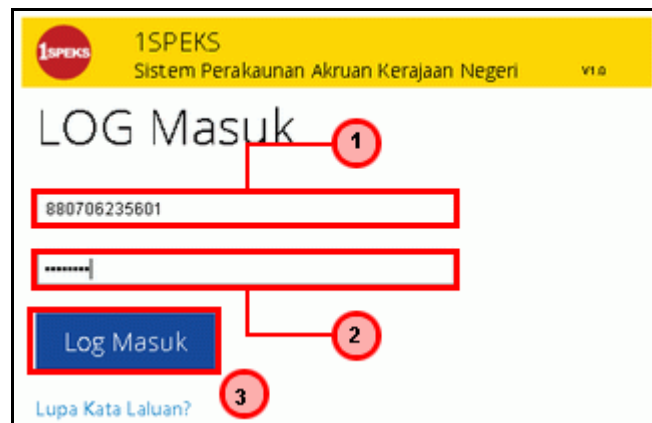 1SPEKS
1SPEKS
Sistem Perakaunan Akruan Kerajaan Negeri V1.0
LOG Masuk
1
880706235601
••••••••
2
Log Masuk
3
Lupa Kata Laluan?